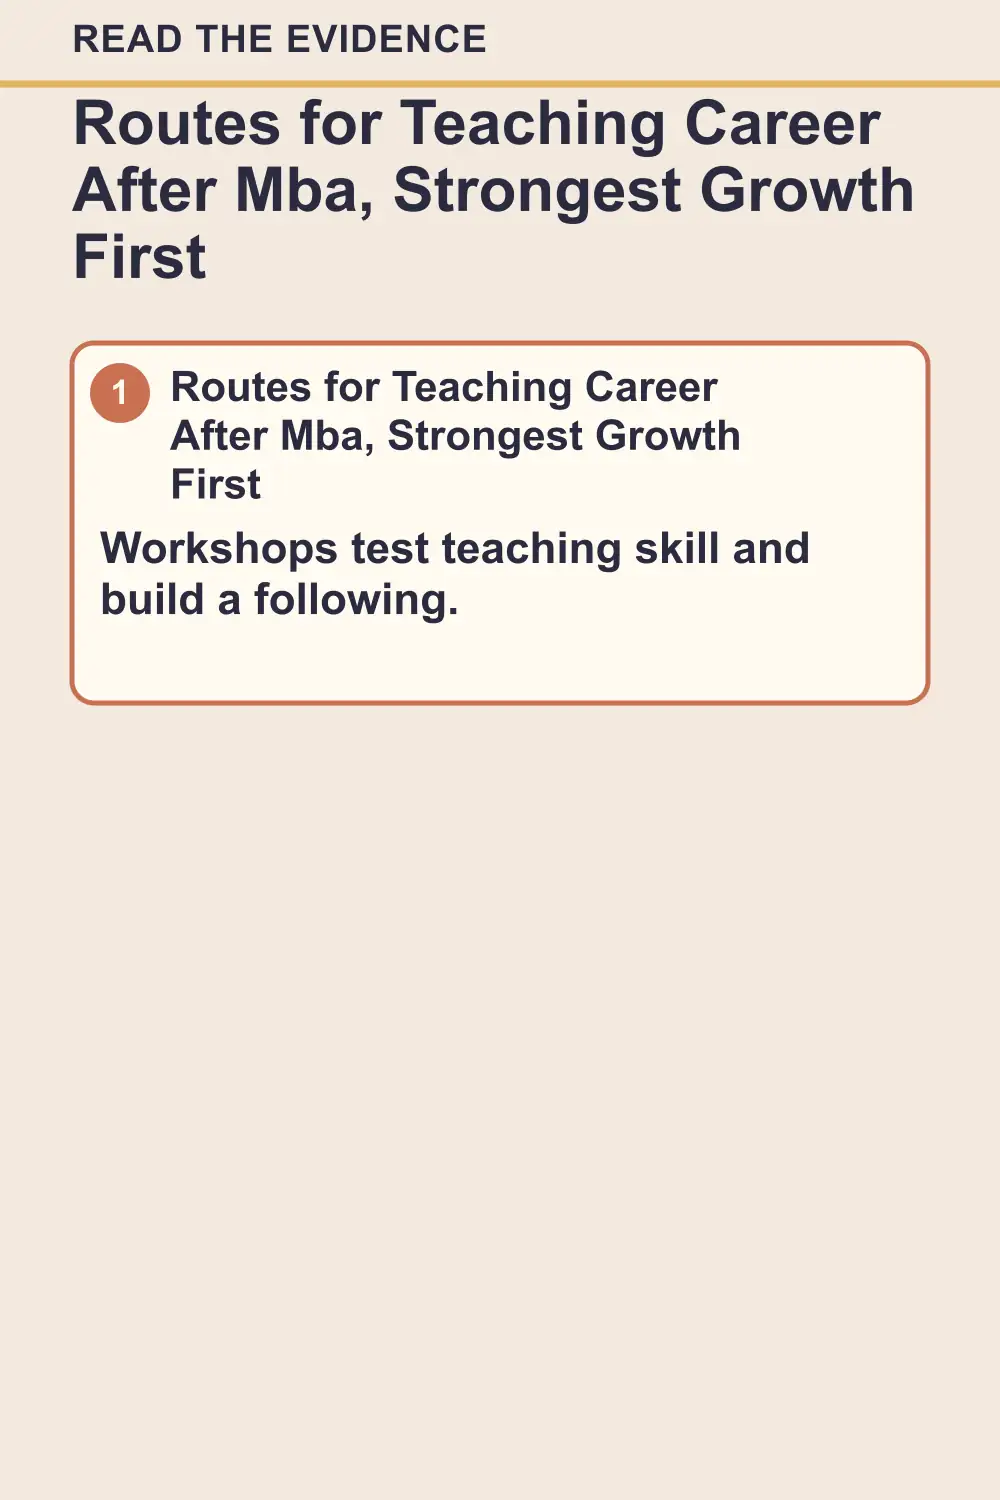 READ THE EVIDENCE
Routes for Teaching Career
After Mba, Strongest Growth
First
1
Routes for Teaching Career
After Mba, Strongest Growth
First
Workshops test teaching skill and
build a following.